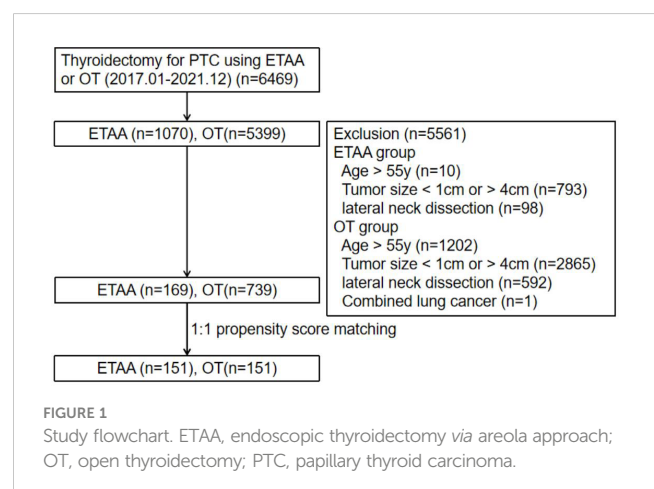 Thyroidectomy for PTC using ETAA
or OT (2017.01-2021.12) (n=6469)
ETAA (n=1070), OT(n=5399)
Exclusion (n=5561)
ETAA group
Age > 55y (n=10)
Tumor size < 1cm or > 4cm (n=793)
lateral neck dissection (n=98)
OT group
Age > 55y (n=1202)
Tumor size < 1cm or > 4cm (n=2865)
lateral neck dissection (n=592)
Combined lung cancer (n=1)
ETAA (n=169), OT(n=739)
1:1 propensity score matching
ETAA (n=151), OT(n=151)
FIGURE 1
Study flowchart. ETAA, endoscopic thyroidectomy via areola approach;
OT, open thyroidectomy; PTC, papillary thyroid carcinoma.